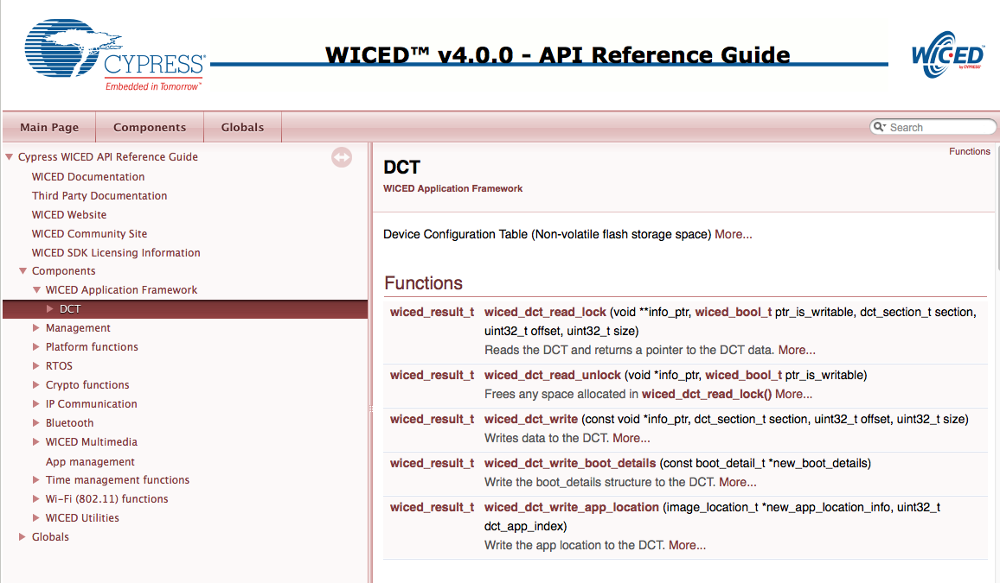 CYPRESS®
Embedded in Tomorrow™
WICED™ v4.0.0 - API Reference Guide
WICED™
by CYPRESS®
Main Page
Components
Globals
Search
Cypress WICED API Reference Guide
WICED Documentation
Third Party Documentation
WICED Website
WICED Community Site
WICED SDK Licensing Information
Components
WICED Application Framework
DCT
Management
Platform functions
RTOS
Crypto functions
IP Communication
Bluetooth
WICED Multimedia
App management
Time management functions
Wi-Fi (802.11) functions
WICED Utilities
Globals
Functions
DCT
WICED Application Framework
Device Configuration Table (Non-volatile flash storage space) More...
Functions
wiced_result_t wiced_dct_read_lock (void **info_ptr, wiced_bool_t ptr_is_writable, dct_section_t section,
uint32_t offset, uint32_t size)
Reads the DCT and returns a pointer to the DCT data. More...
wiced_result_t wiced_dct_read_unlock (void *info_ptr, wiced_bool_t ptr_is_writable)
Frees any space allocated in wiced_dct_read_lock() More...
wiced_result_t wiced_dct_write (const void *info_ptr, dct_section_t section, uint32_t offset, uint32_t size)
Writes data to the DCT. More...
wiced_result_t wiced_dct_write_boot_details (const boot_detail_t *new_boot_details)
Write the boot_details structure to the DCT. More...
wiced_result_t wiced_dct_write_app_location (image_location_t *new_app_location_info, uint32_t
dct_app_index)
Write the app location to the DCT. More...